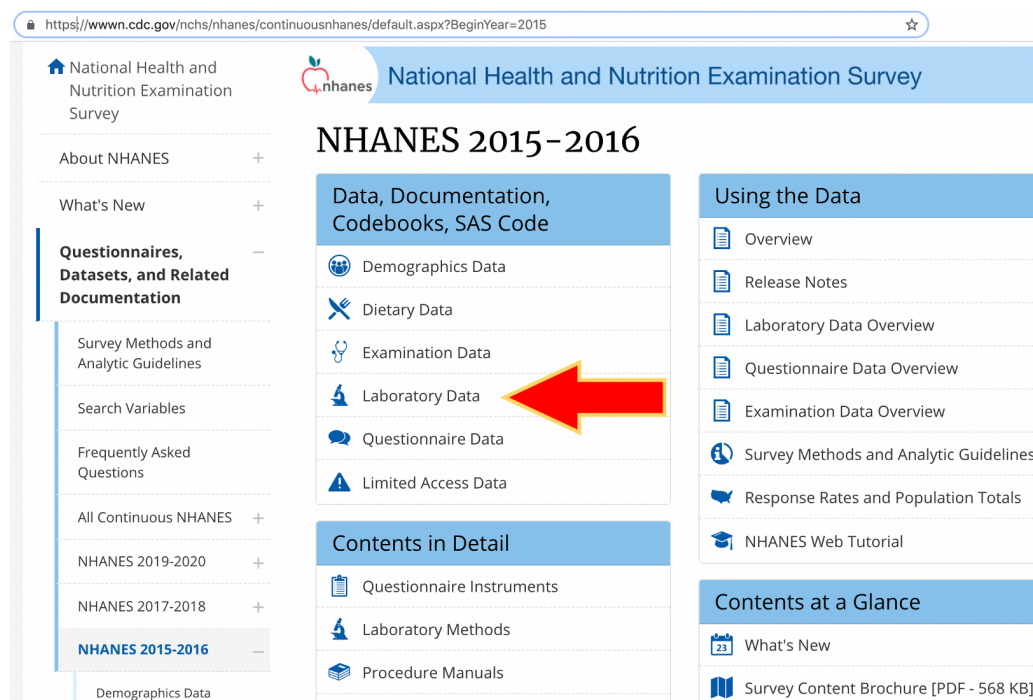 https://wwwn.cdc.gov/nchs/nhanes/continuousnhanes/default.aspx?BeginYear=2015
National Health and
Nutrition Examination
Survey
About NHANES
What's New
Questionnaires,
Datasets, and Related
Documentation
Survey Methods and
Analytic Guidelines
Search Variables
Frequently Asked
Questions
All Continuous NHANES
NHANES 2019-2020
NHANES 2017-2018
NHANES 2015-2016
Demographics Data
nhanes
National Health and Nutrition Examination Survey
NHANES 2015-2016
Data, Documentation,
Codebooks, SAS Code
Demographics Data
Dietary Data
Examination Data
Laboratory Data
Questionnaire Data
Limited Access Data
Contents in Detail
Questionnaire Instruments
Laboratory Methods
Procedure Manuals
Using the Data
Overview
Release Notes
Laboratory Data Overview
Questionnaire Data Overview
Examination Data Overview
Survey Methods and Analytic Guidelines
Response Rates and Population Totals
NHANES Web Tutorial
Contents at a Glance
23
What's New
Survey Content Brochure [PDF - 568 KB]